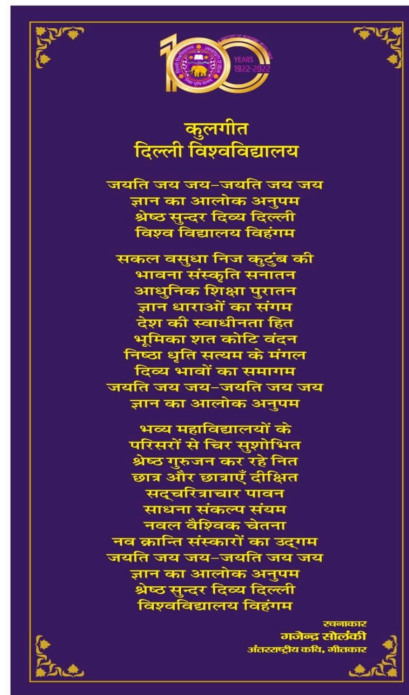 YEARS
1922-2022
कुलगीत
दिल्ली विश्वविद्यालय
जयति जय जय-जयति जय जय
ज्ञान का आलोक अनुपम
श्रेष्ठ सुन्दर दिव्य दिल्ली
विश्व विद्यालय विहंगम
सकल वसुधा निज कुटुंब की
भावना संस्कृति सनातन
आधुनिक शिक्षा पुरातन
ज्ञान धाराओं का संगम
देश की स्वाधीनता हित
भूमिका शत कोटि वंदन
निष्ठा धृति सत्यम के मंगल
दिव्य भावों का समागम
जयति जय जय-जयति जय जय
ज्ञान का आलोक अनुपम
भव्य महाविद्यालयों के
परिसरों से चिर सुशोभित
श्रेष्ठ गुरुजन कर रहे नित
छात्र और छात्राएँ दीक्षित
सद्चरित्राचार पावन
साधना संकल्प संयम
नवल वैश्विक चेतना
नव क्रान्ति संस्कारों का उद्गम
जयति जय जय-जयति जय जय
ज्ञान का आलोक अनुपम
श्रेष्ठ सुन्दर दिव्य दिल्ली
विश्वविद्यालय विहंगम
रचनाकार
गजेन्द्र सोलंकी
अंतरराष्ट्रीय कवि, गीतकार